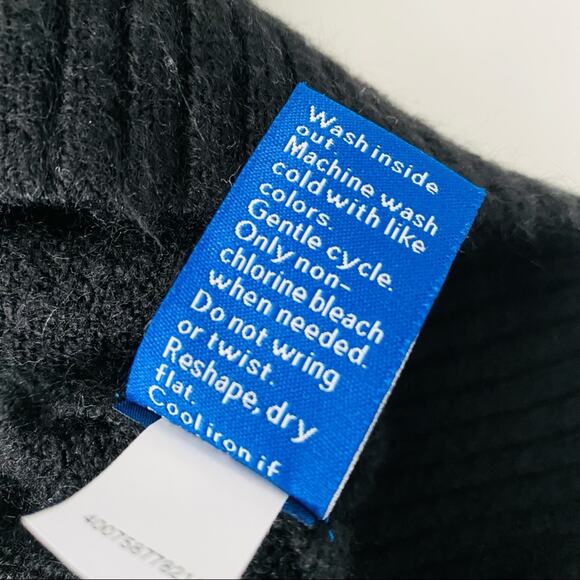 Wash inside
out
Machine wash
cold with like
colors.
Gentle cycle.
Only non-
chlorine bleach
when needed.
Do not wring
or twist.
Reshape, dry
flat.
Cool iron if